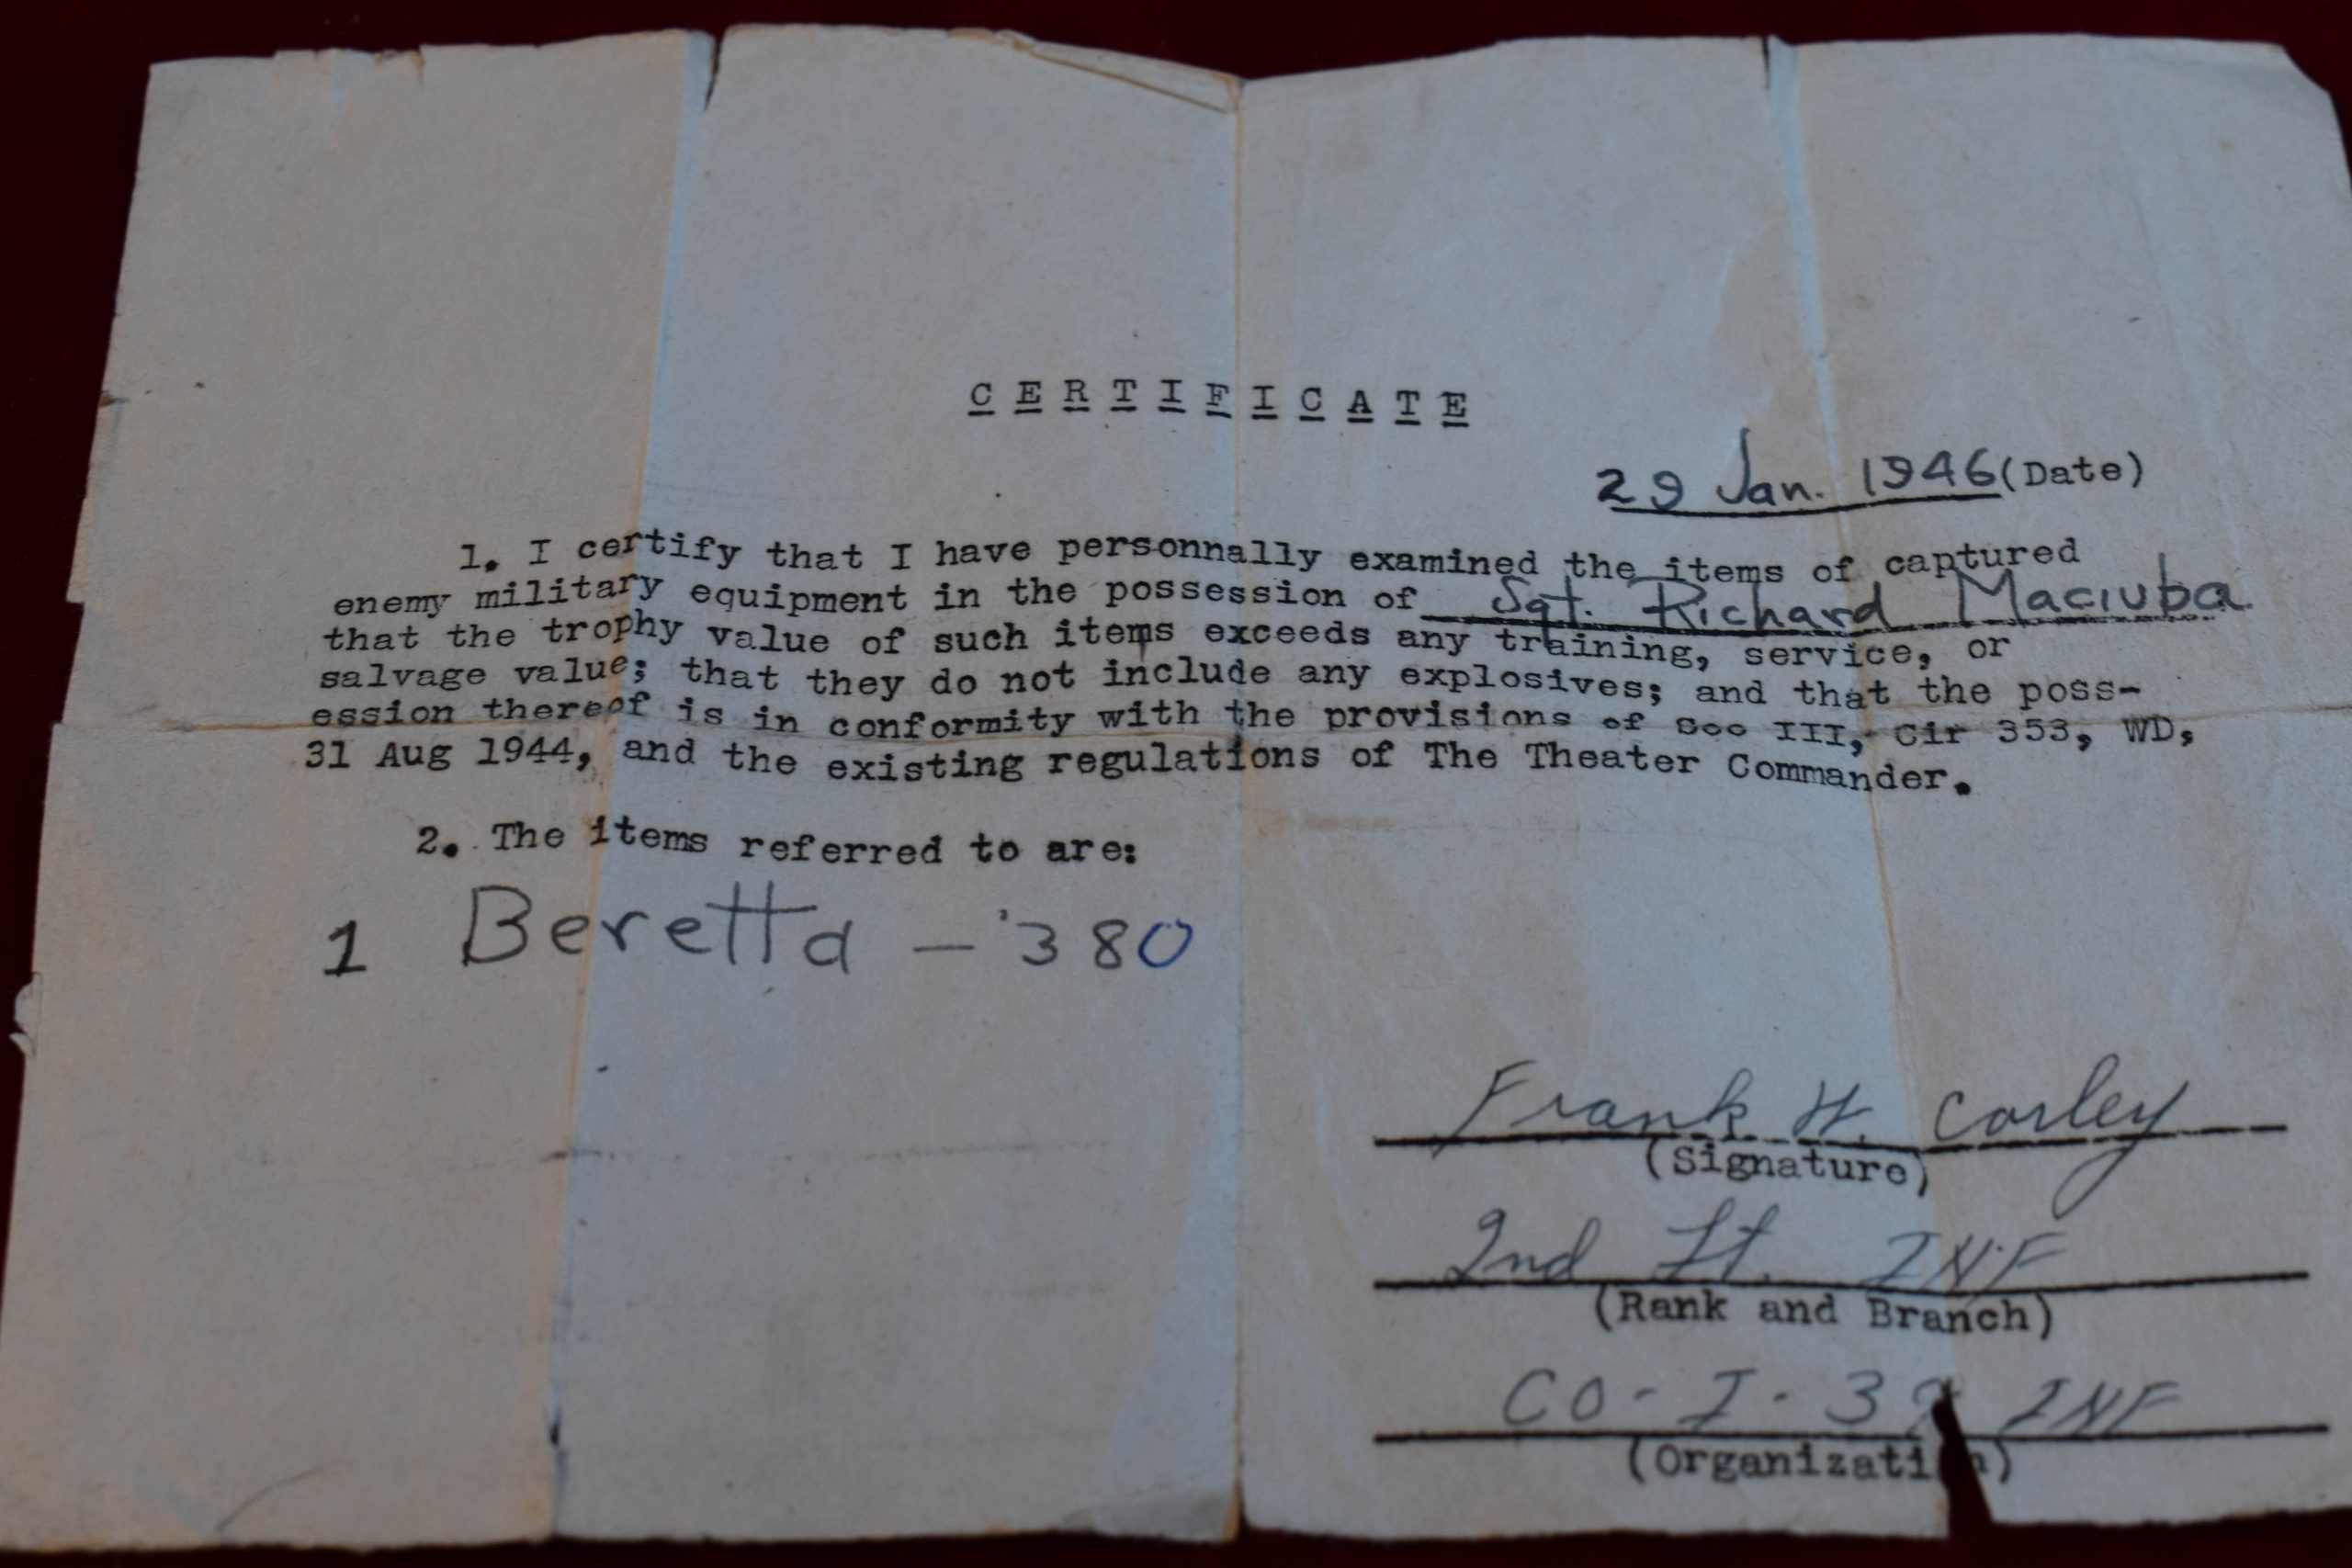 C E R T I F I C A T E
29 Jan. 1946 (Date)
1. I certify that I have personnally examined the items of captured
enemy military equipment in the possession of Sgt. Richard Maciuba
that the trophy value of such items exceeds any training, service, or
salvage value; that they do not include any explosives; and that the poss-
ession thereof is in conformity with the provisions of Sec III, Cir 353, WD,
31 Aug 1944, and the existing regulations of The Theater Commander.
2. The items referred to are:
1 Beretta - .380
Frank H. Corley
(Signature)
2nd Lt. INF
(Rank and Branch)
CO - I - 39 INF
(Organization)